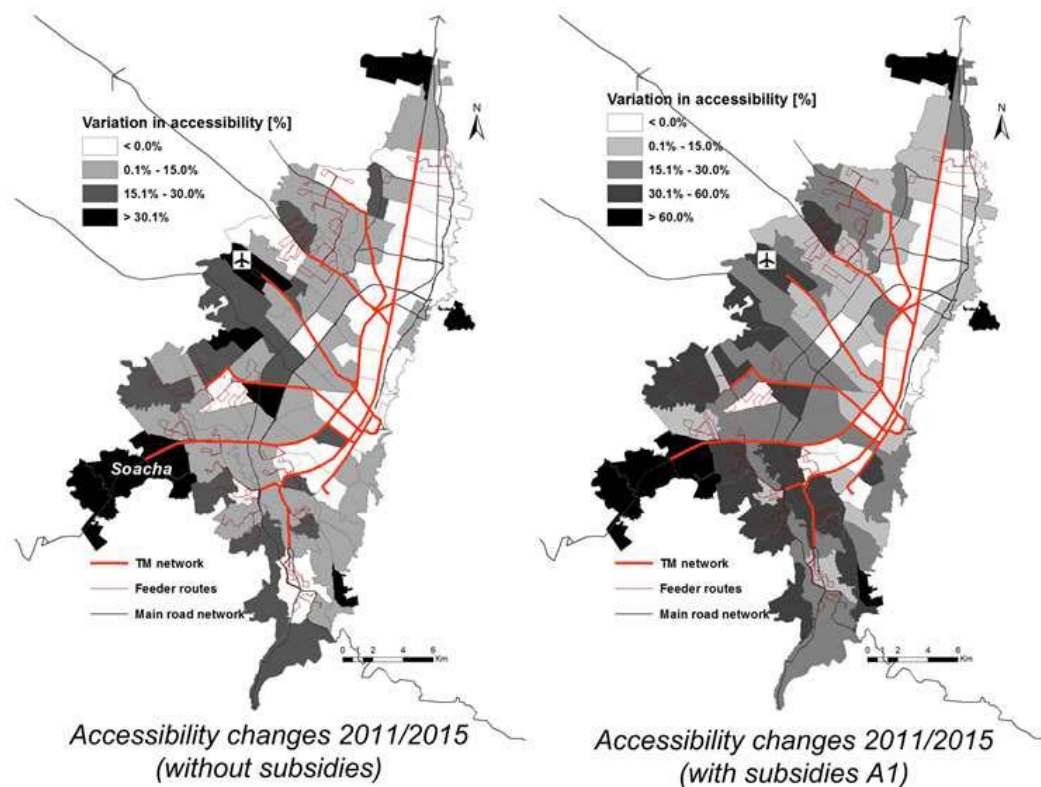 N
Variation in accessibility [%]
< 0.0%
0.1% - 15.0%
15.1% - 30.0%
> 30.1%
Soacha
TM network
Feeder routes
Main road network
0 1 2 4 6
Km
Accessibility changes 2011/2015
(without subsidies)
N
Variation in accessibility [%]
< 0.0%
0.1% - 15.0%
15.1% - 30.0%
30.1% - 60.0%
> 60.0%
TM network
Feeder routes
Main road network
0 1 2 4 6
Km
Accessibility changes 2011/2015
(with subsidies A1)